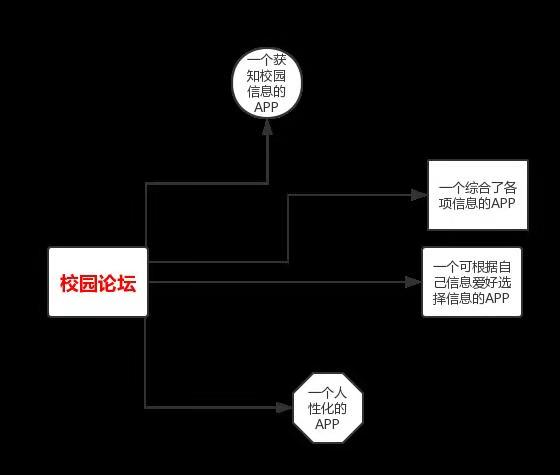 一个获
知校园
信息的
APP
一个综合了各
项信息的APP
校园论坛
一个可根据自
己信息爱好选
择信息的APP
一个人
性化的
APP